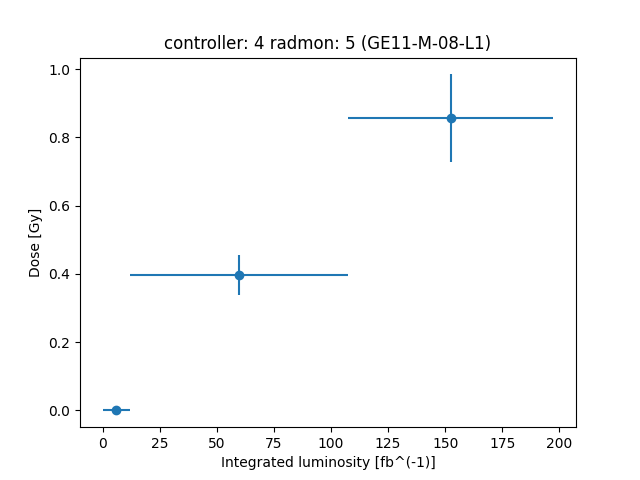 controller: 4 radmon: 5 (GE11-M-08-L1)
1.0
0.8
0.6
0.4
0.2
0.0
Dose [Gy]
0 25 50 75 100 125 150 175 200
Integrated luminosity [fb^(-1)]